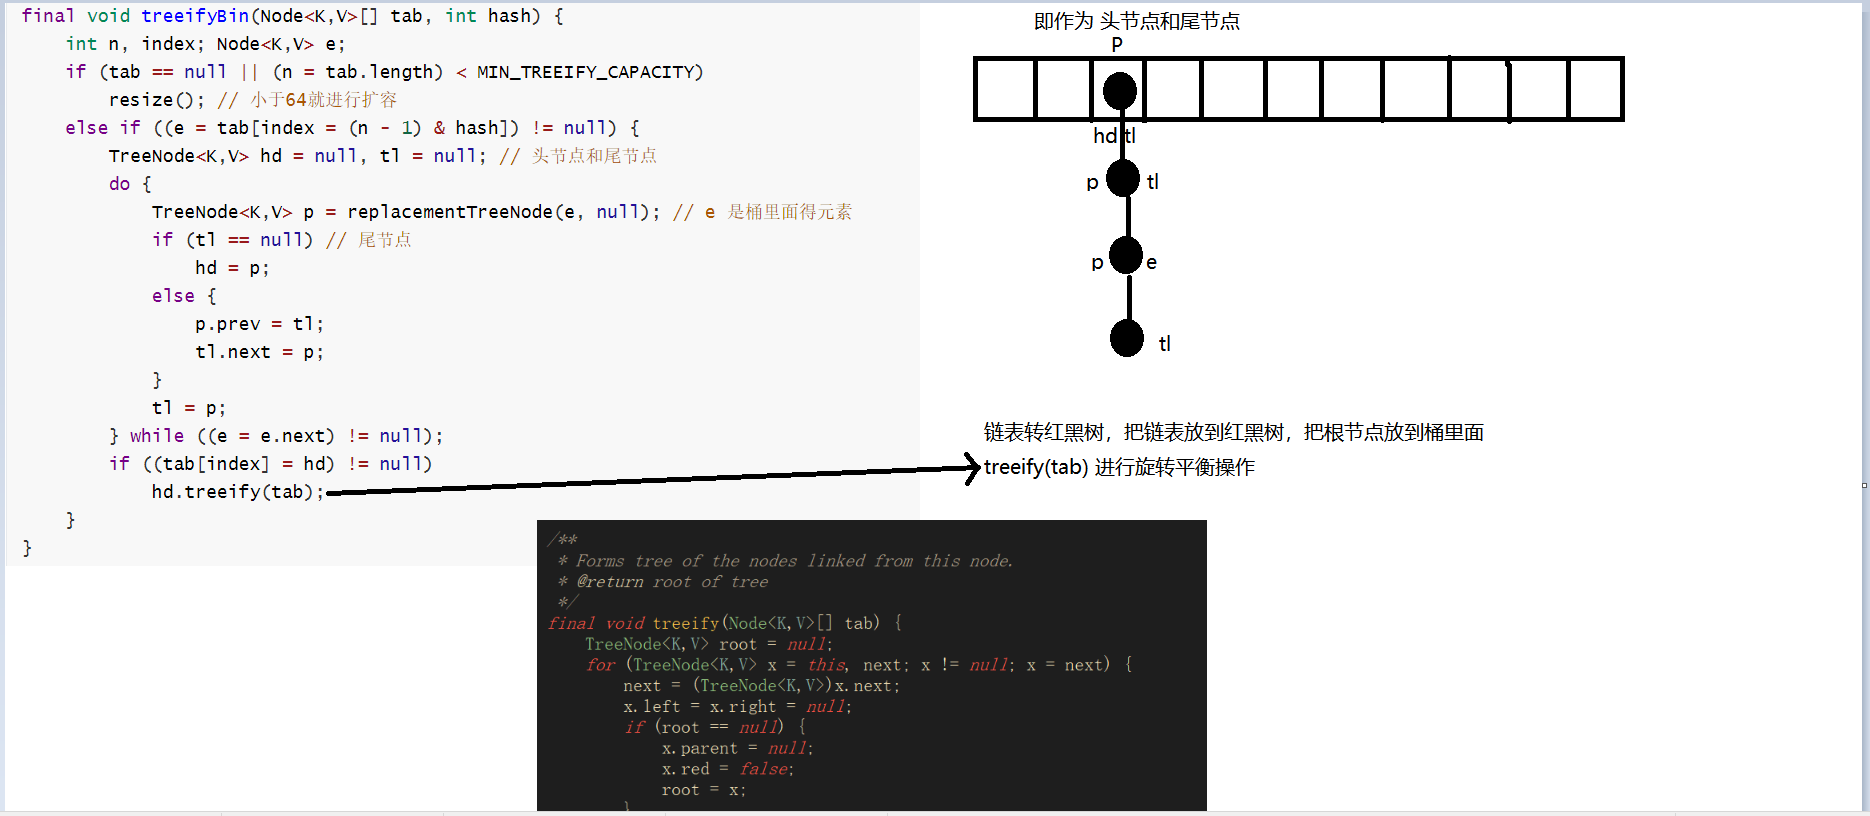 final void treeifyBin(Node<K,V>[] tab, int hash) {
int n, index; Node<K,V> e;
if (tab == null || (n = tab.length) < MIN_TREEIFY_CAPACITY)
resize(); // 小于64就进行扩容
else if ((e = tab[index = (n - 1) & hash]) != null) {
TreeNode<K,V> hd = null, tl = null; // 头节点和尾节点
do {
TreeNode<K,V> p = replacementTreeNode(e, null); // e 是桶里面得元素
if (tl == null) // 尾节点
hd = p;
else {
p.prev = tl;
tl.next = p;
}
tl = p;
} while ((e = e.next) != null);
if ((tab[index] = hd) != null)
hd.treeify(tab);
}
}
即作为 头节点和尾节点
P
hd tl
p tl
p e
tl
链表转红黑树，把链表放到红黑树，把根节点放到桶里面
treeify(tab) 进行旋转平衡操作
/**
* Forms tree of the nodes linked from this node.
* @return root of tree
*/
final void treeify(Node<K,V>[] tab) {
TreeNode<K,V> root = null;
for (TreeNode<K,V> x = this, next; x != null; x = next) {
next = (TreeNode<K,V>)x.next;
x.left = x.right = null;
if (root == null) {
x.parent = null;
x.red = false;
root = x;
}